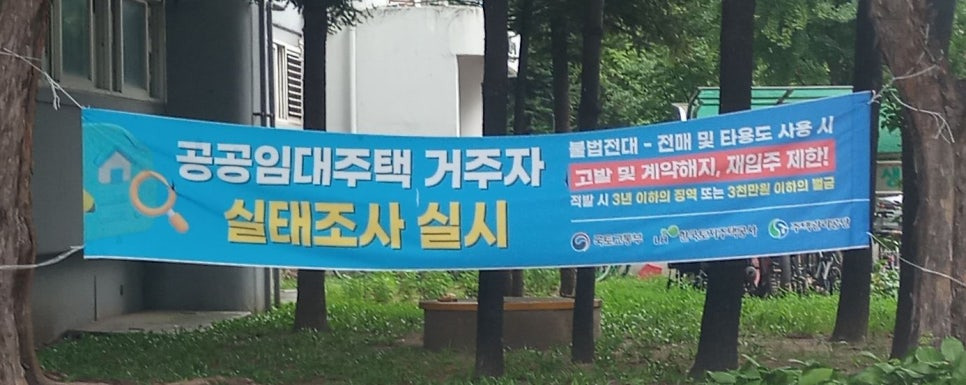 공공임대주택 거주자
실태조사 실시
불법전대 - 전매 및 타용도 사용 시
고발 및 계약해지, 재입주 제한!
적발 시 3년 이하의 징역 또는 3천만원 이하의 벌금
국토교통부 LH 한국토지주택공사 주택관리공단
생